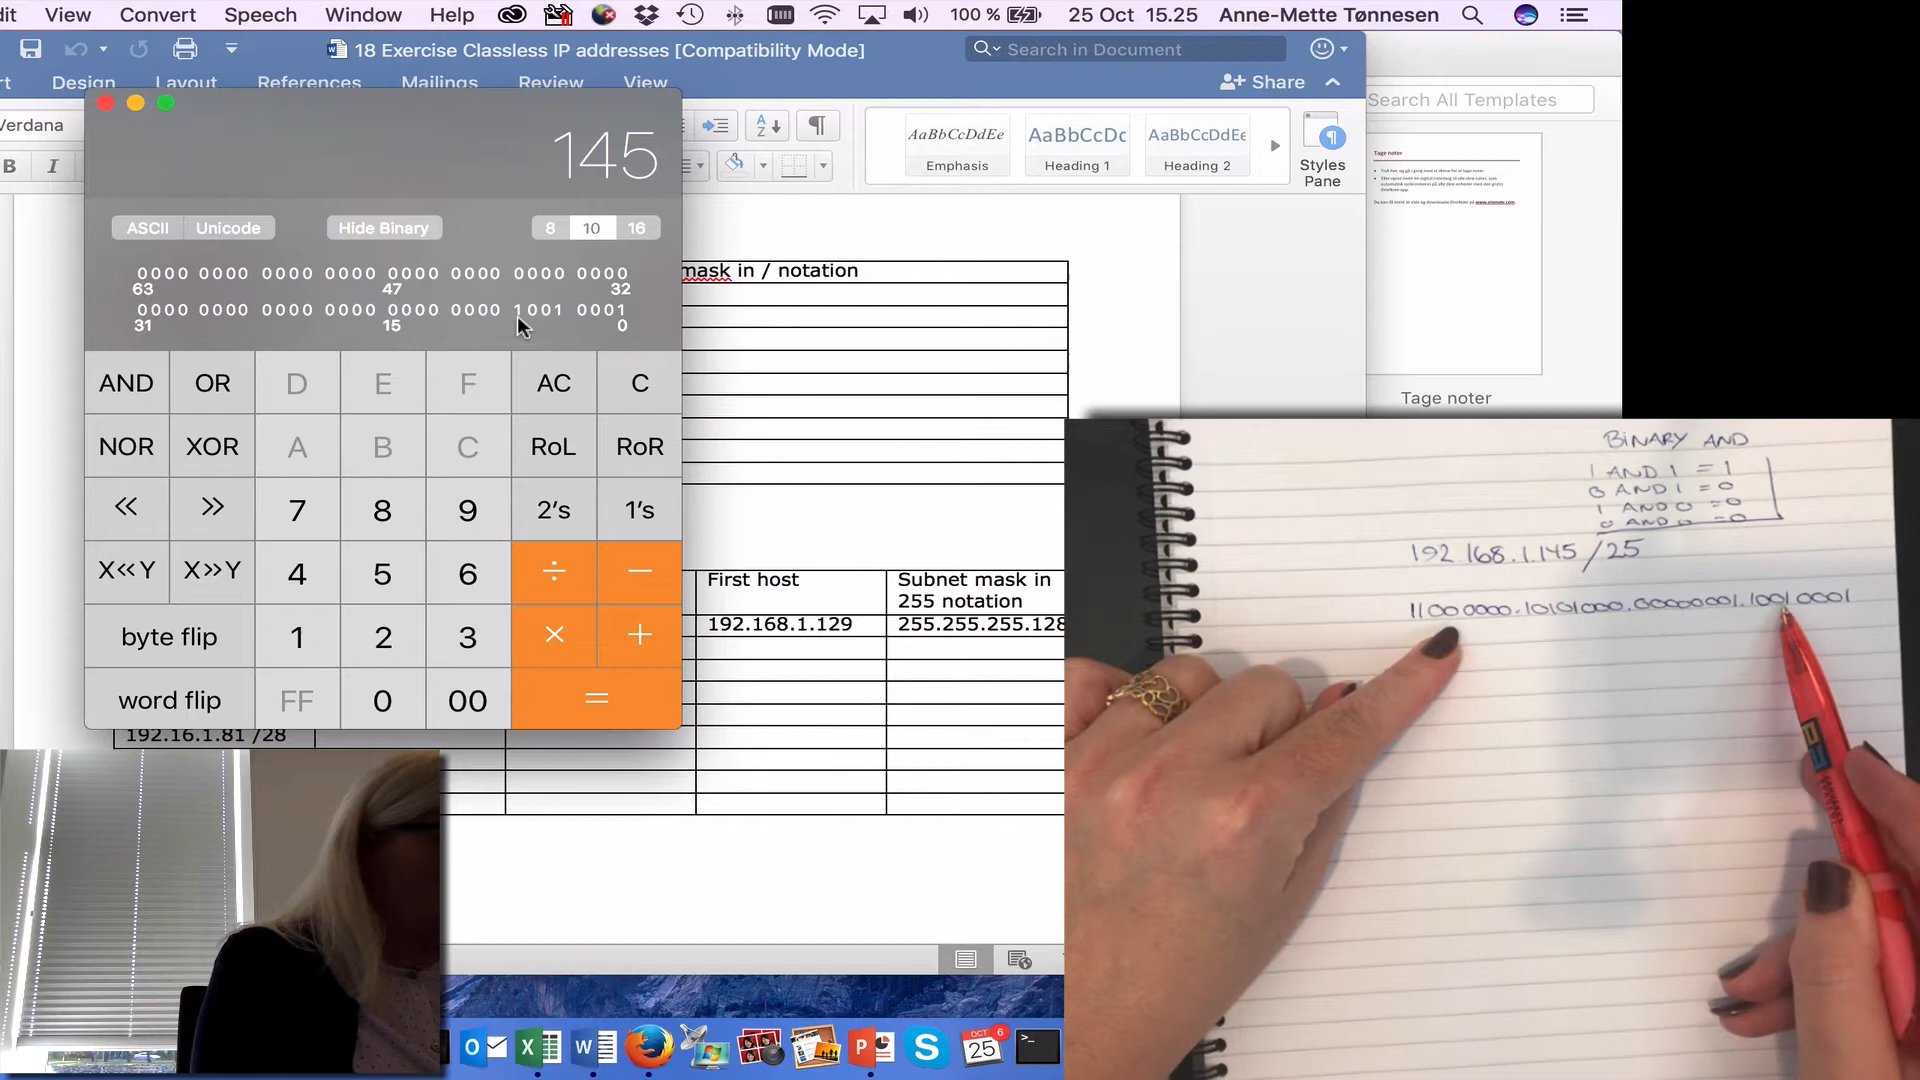 it View Convert Speech Window Help 100 % 25 Oct 15.25 Anne-Mette Tønnesen
18 Exercise Classless IP addresses [Compatibility Mode]
Search in Document
Design Layout References Mailings Review View
Share
Search All Templates
Verdana
B I
AaBbCcDdEe
Emphasis
AaBbCcDc
Heading 1
AaBbCcDdEe
Heading 2
Styles
Pane
Tage noter
Tage noter
145
ASCII Unicode Hide Binary 8 10 16
0000 0000 0000 0000 0000 0000 0000 0000
63 47 32
0000 0000 0000 0000 0000 0000 1001 0001
31 15 0
AND OR D E F AC C
NOR XOR A B C RoL RoR
<< >> 7 8 9 2's 1's ÷ −
X<<Y X>>Y 4 5 6
byte flip 1 2 3 × +
word flip FF 0 00 =
mask in / notation
First host
Subnet mask in
255 notation
192.168.1.129
255.255.255.128
192.16.1.81 /28
BINARY AND
1 AND 1 = 1
0 AND 1 = 0
1 AND 0 = 0
0 AND 0 = 0
192.168.1.145/25
11000000.10101000.00000001.10010001
OCT 6
25